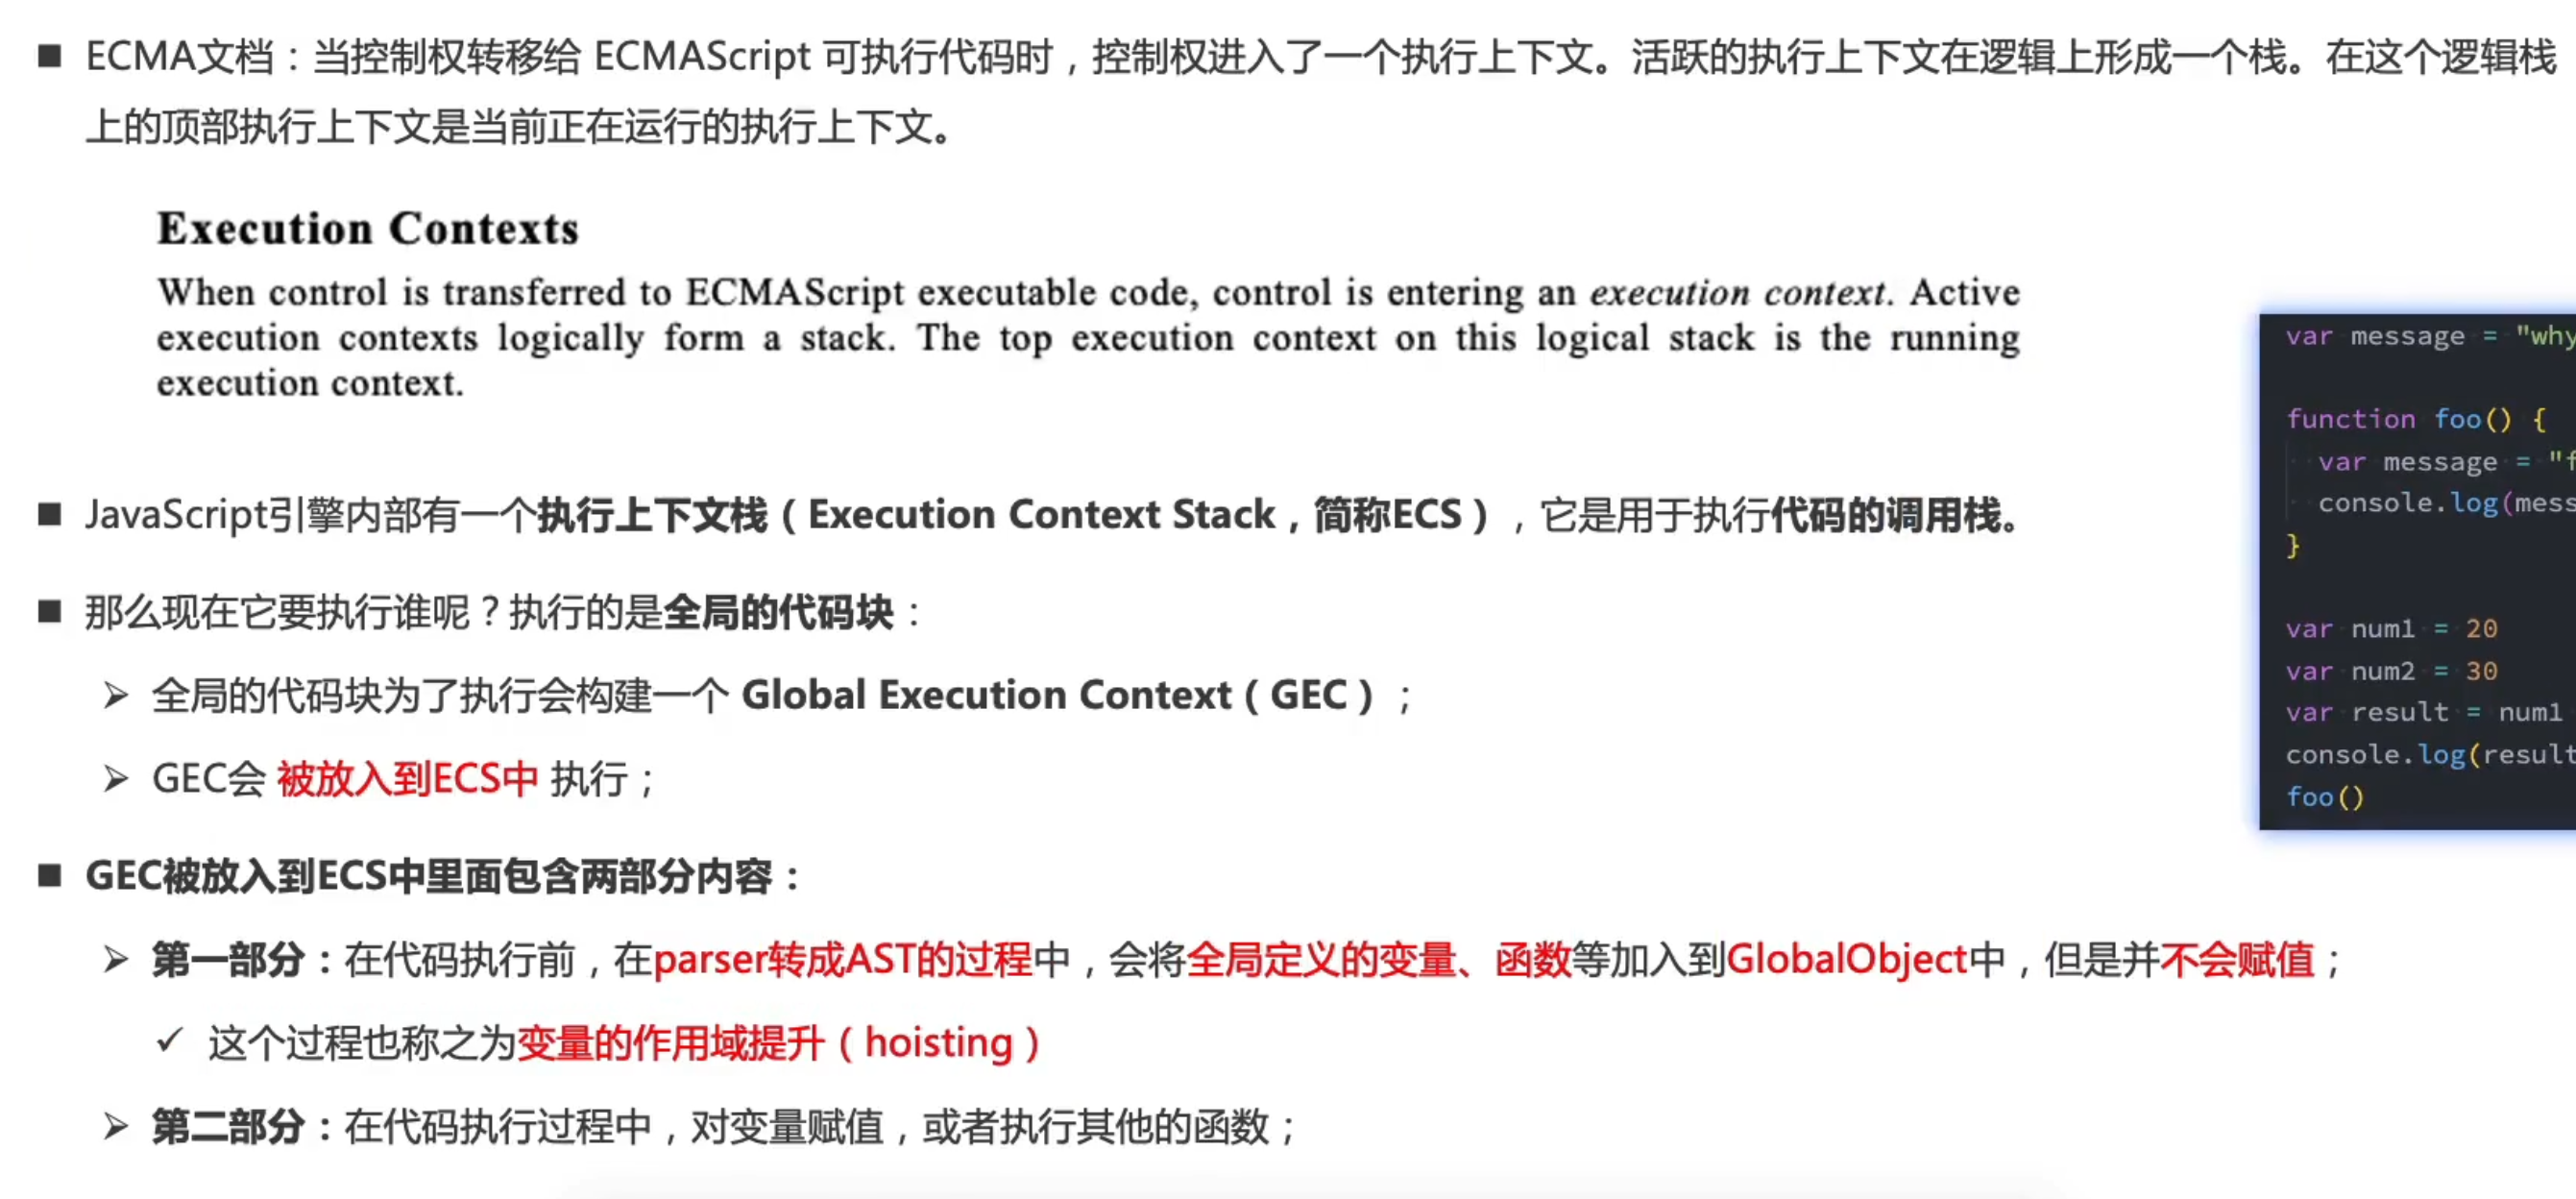 ■ ECMA文档：当控制权转移给 ECMAScript 可执行代码时，控制权进入了一个执行上下文。活跃的执行上下文在逻辑上形成一个栈。在这个逻辑栈
上的顶部执行上下文是当前正在运行的执行上下文。
Execution Contexts
When control is transferred to ECMAScript executable code, control is entering an execution context. Active
execution contexts logically form a stack. The top execution context on this logical stack is the running
execution context.
■ JavaScript引擎内部有一个执行上下文栈（Execution Context Stack，简称ECS），它是用于执行代码的调用栈。
■ 那么现在它要执行谁呢？执行的是全局的代码块：
➢ 全局的代码块为了执行会构建一个 Global Execution Context（GEC）；
➢ GEC会 被放入到ECS中 执行；
■ GEC被放入到ECS中里面包含两部分内容：
➢ 第一部分：在代码执行前，在parser转成AST的过程中，会将全局定义的变量、函数等加入到GlobalObject中，但是并不会赋值；
✓ 这个过程也称之为变量的作用域提升（hoisting）
➢ 第二部分：在代码执行过程中，对变量赋值，或者执行其他的函数；
var message = "why
function foo() {
var message = "f
console.log(mess
}
var num1 = 20
var num2 = 30
var result = num1
console.log(result
foo()